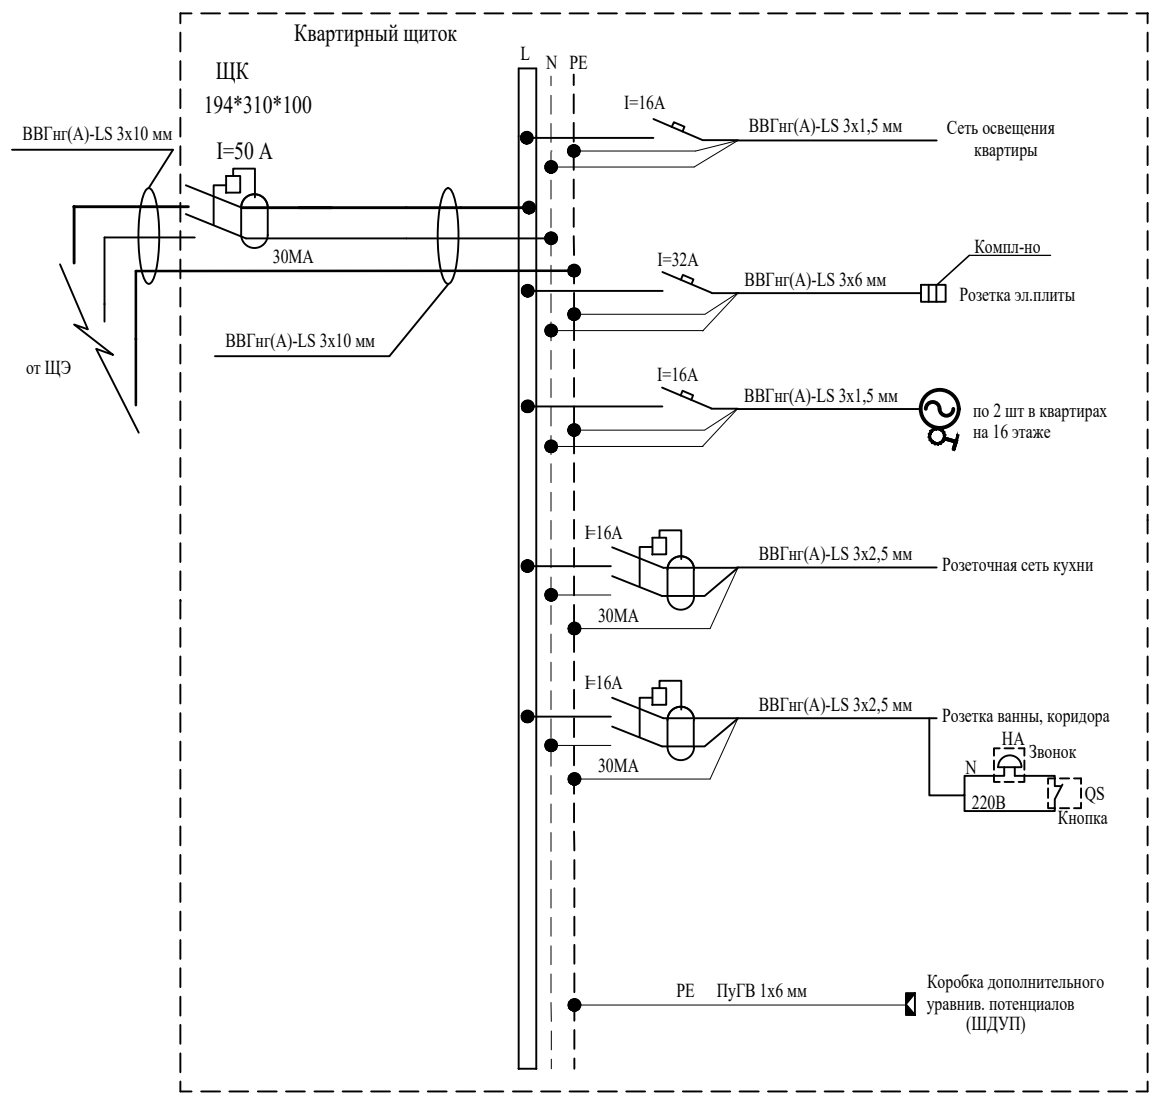 Квартирный щиток
ЩК
194*310*100
ВВГнг(А)-LS 3х10 мм
I=50 А
30МА
ВВГнг(А)-LS 3х10 мм
от ЩЭ
L
N
PE
I=16А
ВВГнг(А)-LS 3х1,5 мм
Сеть освещения
квартиры
I=32А
ВВГнг(А)-LS 3х6 мм
Компл-но
Розетка эл.плиты
I=16А
ВВГнг(А)-LS 3х1,5 мм
по 2 шт в квартирах
на 16 этаже
I=16А
30МА
ВВГнг(А)-LS 3х2,5 мм
Розеточная сеть кухни
I=16А
30МА
ВВГнг(А)-LS 3х2,5 мм
Розетка ванны, коридора
НА
Звонок
N
220В
QS
Кнопка
PE ПуГВ 1х6 мм
Коробка дополнительного
уравнив. потенциалов
(ШДУП)